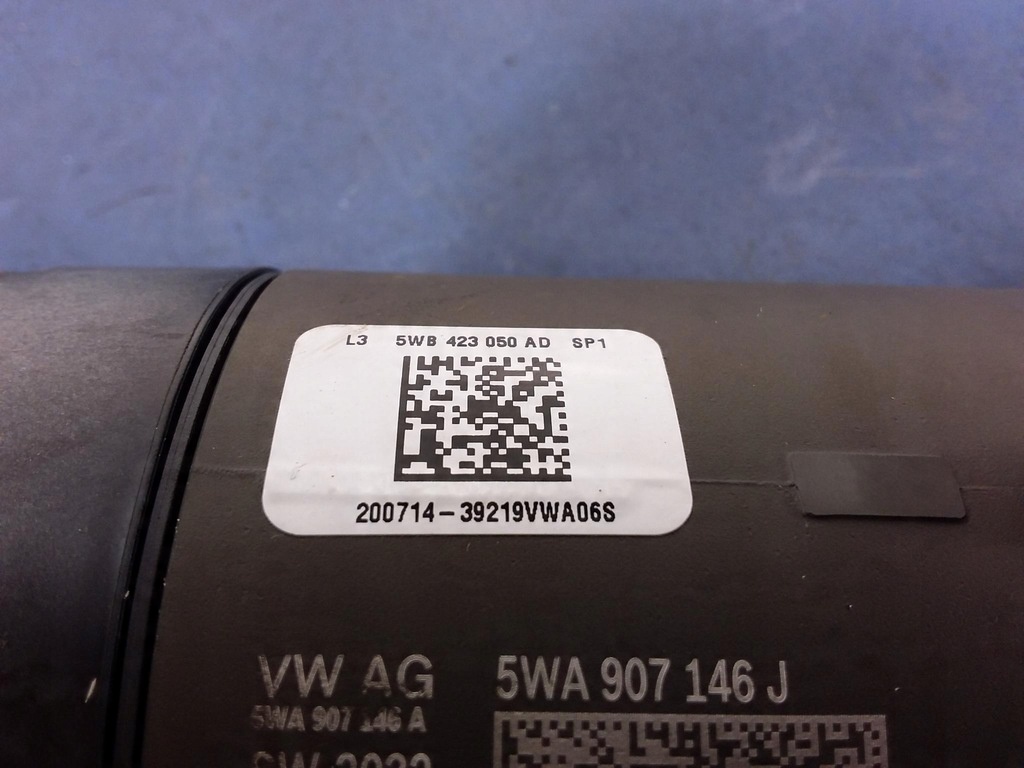 L3 5WB 423 050 AD SP1
200714-39219VWA06S
VW AG 5WA 907 146 J
5WA 907 146 A